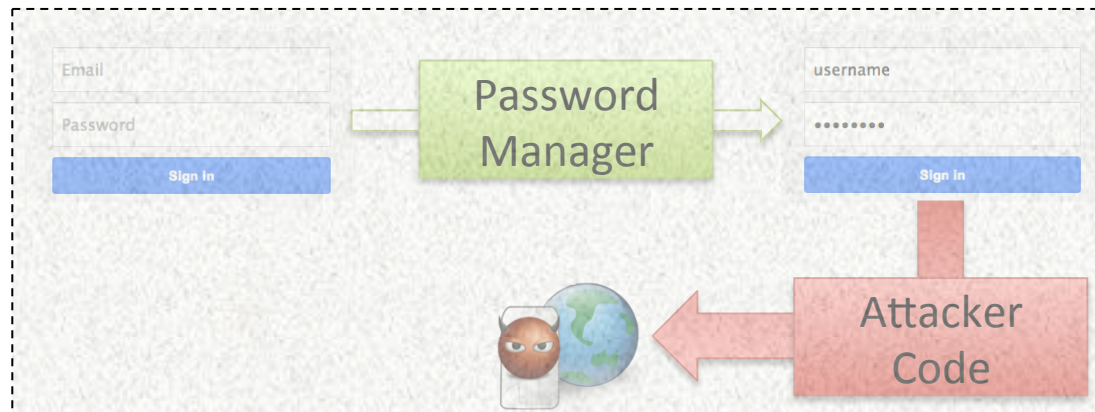 Email
Password
Sign in
Password
Manager
username
••••••••
Sign in
Attacker
Code